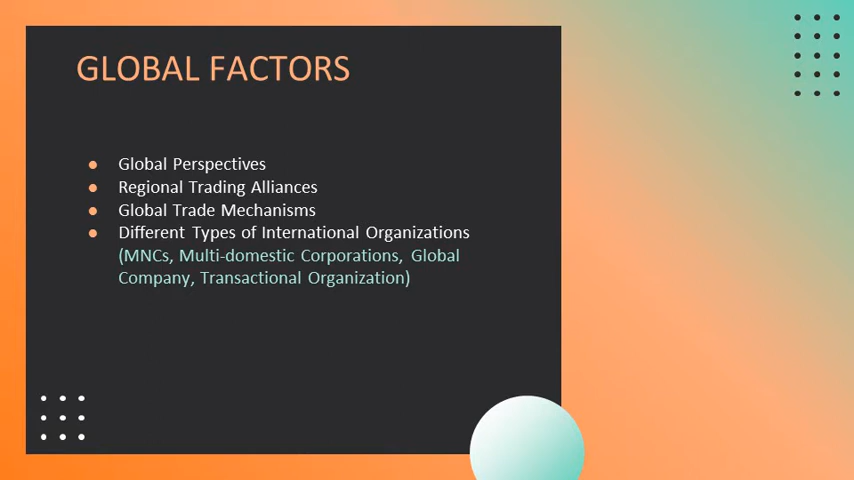 GLOBAL FACTORS
● Global Perspectives
● Regional Trading Alliances
● Global Trade Mechanisms
● Different Types of International Organizations
(MNCs, Multi-domestic Corporations, Global
Company, Transactional Organization)